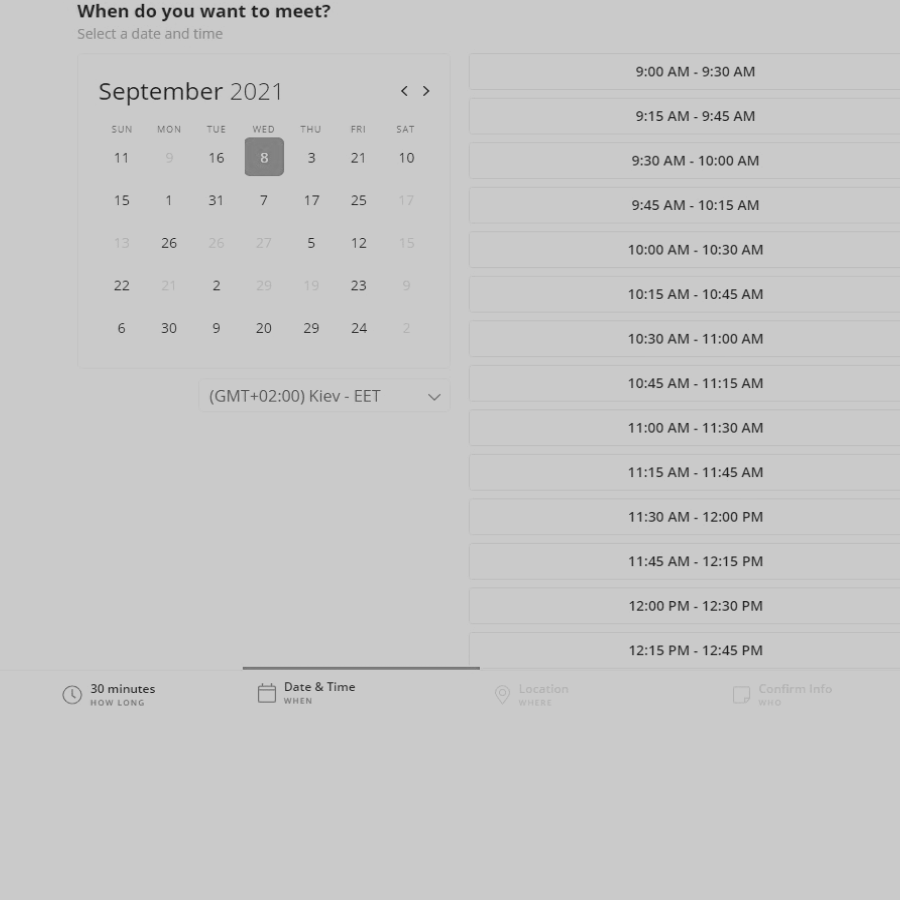 When do you want to meet?
Select a date and time
September 2021
SUN MON TUE WED THU FRI SAT
11 9 16 8 3 21 10
15 1 31 7 17 25 17
13 26 26 27 5 12 15
22 21 2 29 19 23 9
6 30 9 20 29 24 2
(GMT+02:00) Kiev - EET
9:00 AM - 9:30 AM
9:15 AM - 9:45 AM
9:30 AM - 10:00 AM
9:45 AM - 10:15 AM
10:00 AM - 10:30 AM
10:15 AM - 10:45 AM
10:30 AM - 11:00 AM
10:45 AM - 11:15 AM
11:00 AM - 11:30 AM
11:15 AM - 11:45 AM
11:30 AM - 12:00 PM
11:45 AM - 12:15 PM
12:00 PM - 12:30 PM
12:15 PM - 12:45 PM
30 minutes
HOW LONG
Date & Time
WHEN
Location
WHERE
Confirm Info
WHO